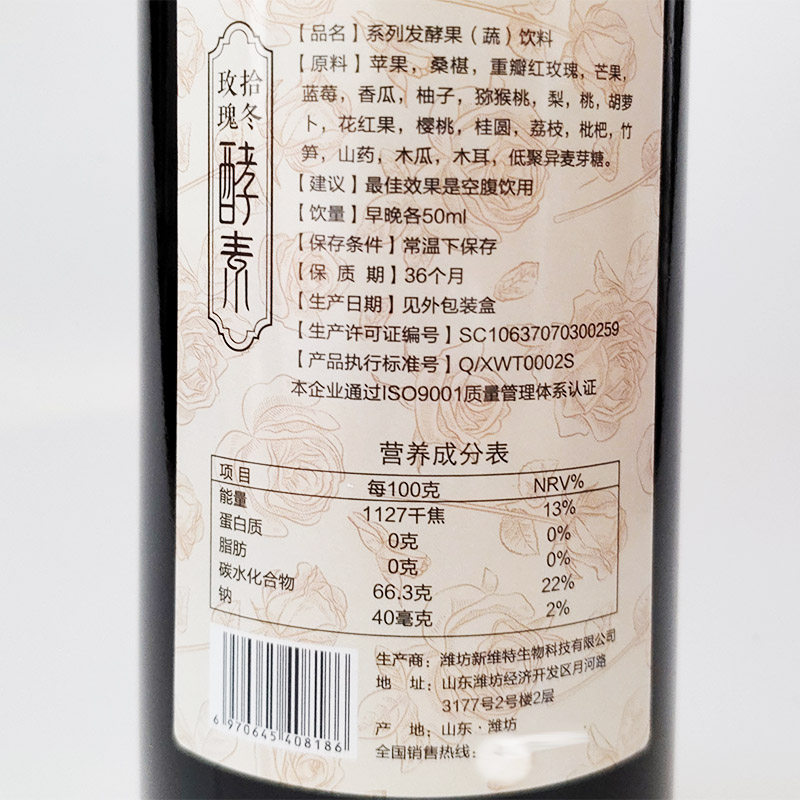 拾冬
玫瑰
酵素
【品名】系列发酵果（蔬）饮料
【原料】苹果，桑椹，重瓣红玫瑰，芒果，
蓝莓，香瓜，柚子，猕猴桃，梨，桃，胡萝
卜，花红果，樱桃，桂圆，荔枝，枇杷，竹
笋，山药，木瓜，木耳，低聚异麦芽糖。
【建议】最佳效果是空腹饮用
【饮量】早晚各50ml
【保存条件】常温下保存
【保 质 期】36个月
【生产日期】见外包装盒
【生产许可证编号】SC10637070300259
【产品执行标准号】Q/XWT0002S
本企业通过ISO9001质量管理体系认证
营养成分表
项目 每100克 NRV%
能量 1127千焦 13%
蛋白质 0克 0%
脂肪 0克 0%
碳水化合物 66.3克 22%
钠 40毫克 2%
生产商：潍坊新维特生物科技有限公司
地 址：山东潍坊经济开发区月河路
3177号2号楼2层
产 地：山东·潍坊
全国销售热线：
6 970645 408186